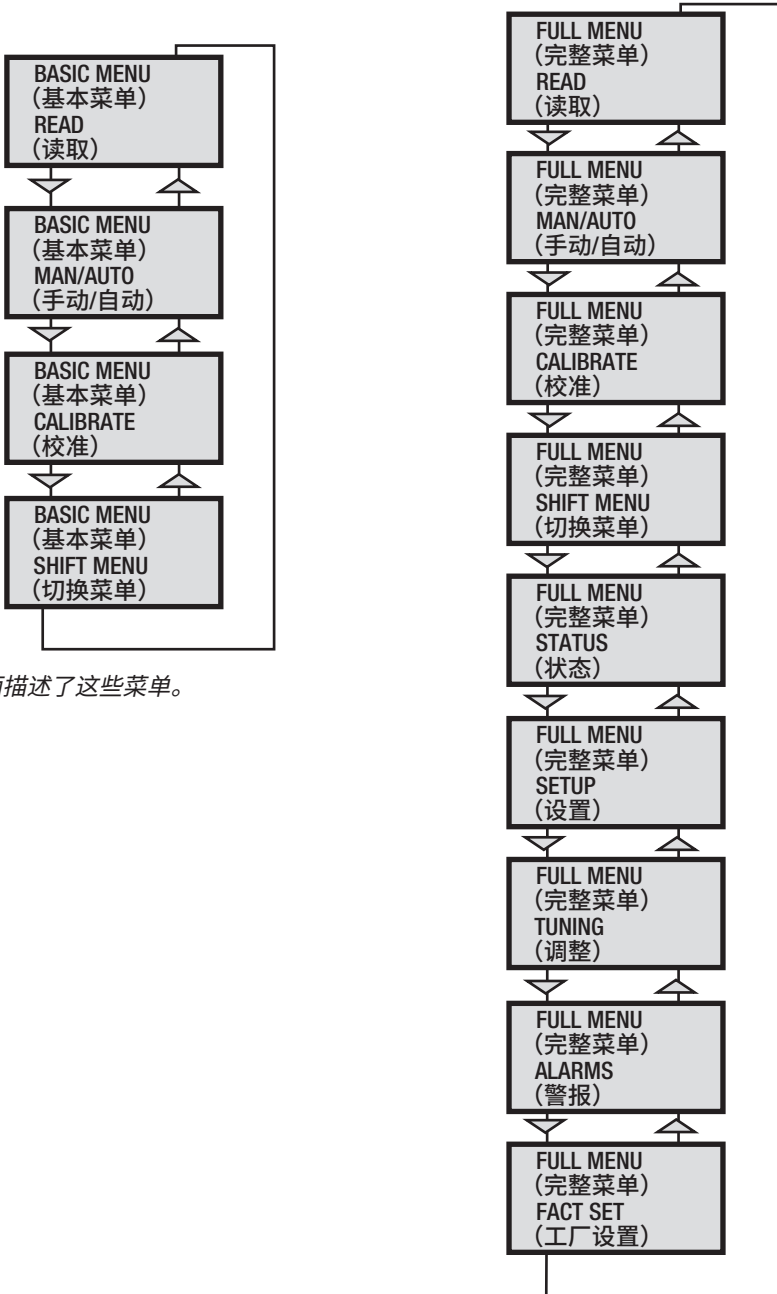 BASIC MENU
（基本菜单）
READ
（读取）
BASIC MENU
（基本菜单）
MAN/AUTO
（手动/自动）
BASIC MENU
（基本菜单）
CALIBRATE
（校准）
BASIC MENU
（基本菜单）
SHIFT MENU
（切换菜单）
描述了这些菜单。
FULL MENU
（完整菜单）
READ
（读取）
FULL MENU
（完整菜单）
MAN/AUTO
（手动/自动）
FULL MENU
（完整菜单）
CALIBRATE
（校准）
FULL MENU
（完整菜单）
SHIFT MENU
（切换菜单）
FULL MENU
（完整菜单）
STATUS
（状态）
FULL MENU
（完整菜单）
SETUP
（设置）
FULL MENU
（完整菜单）
TUNING
（调整）
FULL MENU
（完整菜单）
ALARMS
（警报）
FULL MENU
（完整菜单）
FACT SET
（工厂设置）